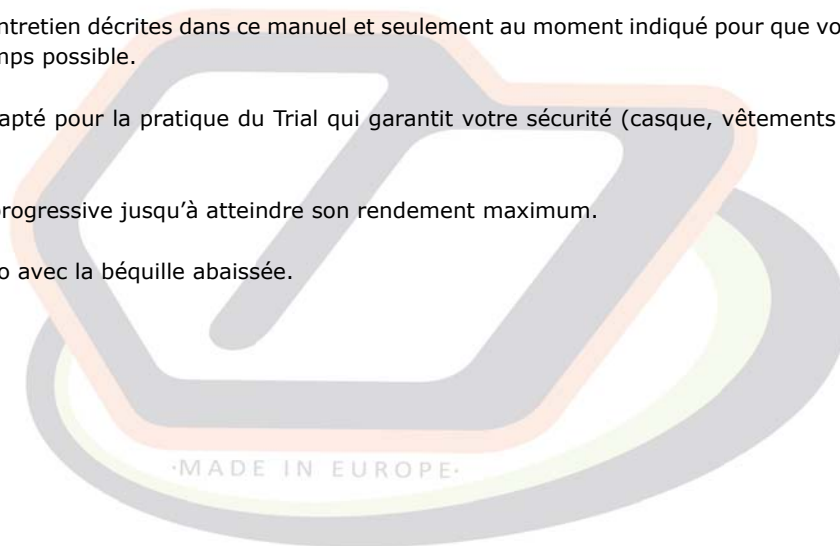 ntretien décrites dans ce manuel et seulement au moment indiqué pour que vo
mps possible.
apté pour la pratique du Trial qui garantit votre sécurité (casque, vêtements
rogressive jusqu’à atteindre son rendement maximum.
o avec la béquille abaissée.
·MADE IN EUROPE·